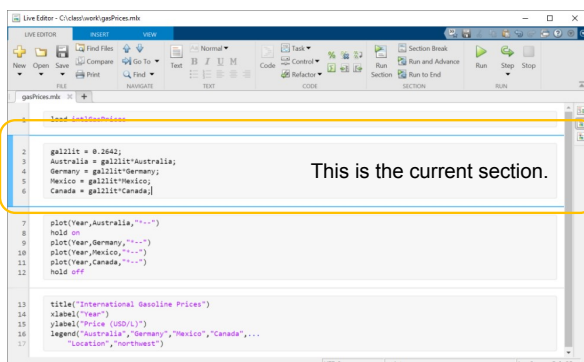 Live Editor - C:\class\work\gasPrices.mlx
LIVE EDITOR INSERT VIEW
New Open Save Find Files Compare Print Go To Find Text Normal B I U M Code Task Control Refactor Run Section Section Break Run and Advance Run to End Run Step Stop
FILE NAVIGATE TEXT CODE SECTION RUN
gasPrices.mlx
1 load intlGasPrices
2 gal2lit = 0.2642;
3 Australia = gal2lit*Australia;
4 Germany = gal2lit*Germany;
5 Mexico = gal2lit*Mexico;
6 Canada = gal2lit*Canada;
This is the current section.
7 plot(Year,Australia,"*--")
8 hold on
9 plot(Year,Germany,"*--")
10 plot(Year,Mexico,"*--")
11 plot(Year,Canada,"*--")
12 hold off
13 title("International Gasoline Prices")
14 xlabel("Year")
15 ylabel("Price (USD/L)")
16 legend("Australia","Germany","Mexico","Canada",...
17 "Location","northwest")